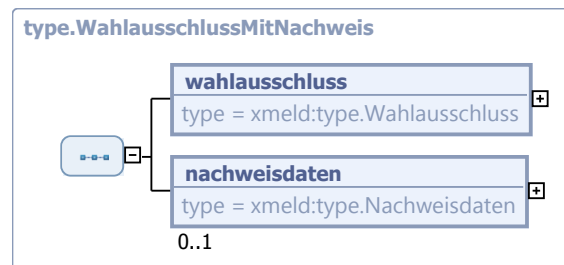 type.WahlausschlussMitNachweis
wahlausschluss
type = xmeld:type.Wahlausschluss
nachweisdaten
type = xmeld:type.Nachweisdaten
0..1